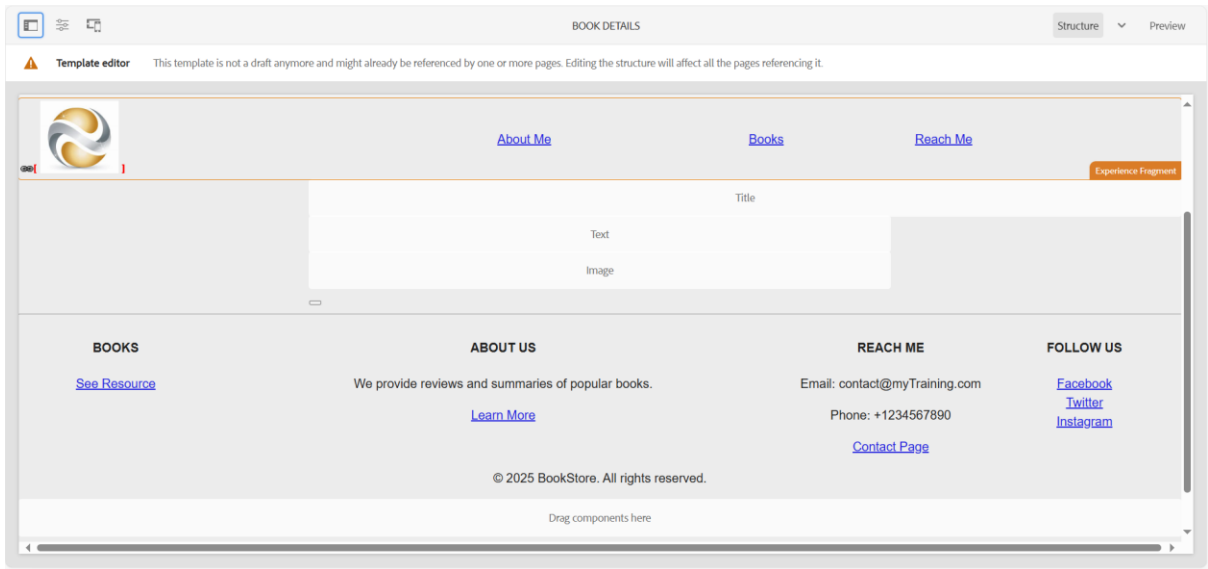 BOOK DETAILS
Structure
Preview
Template editor
This template is not a draft anymore and might already be referenced by one or more pages. Editing the structure will affect all the pages referencing it.
About Me
Books
Reach Me
[ ]
Experience Fragment
Title
Text
Image
BOOKS
See Resource
ABOUT US
We provide reviews and summaries of popular books.
Learn More
REACH ME
Email: contact@myTraining.com
Phone: +1234567890
Contact Page
FOLLOW US
Facebook
Twitter
Instagram
© 2025 BookStore. All rights reserved.
Drag components here